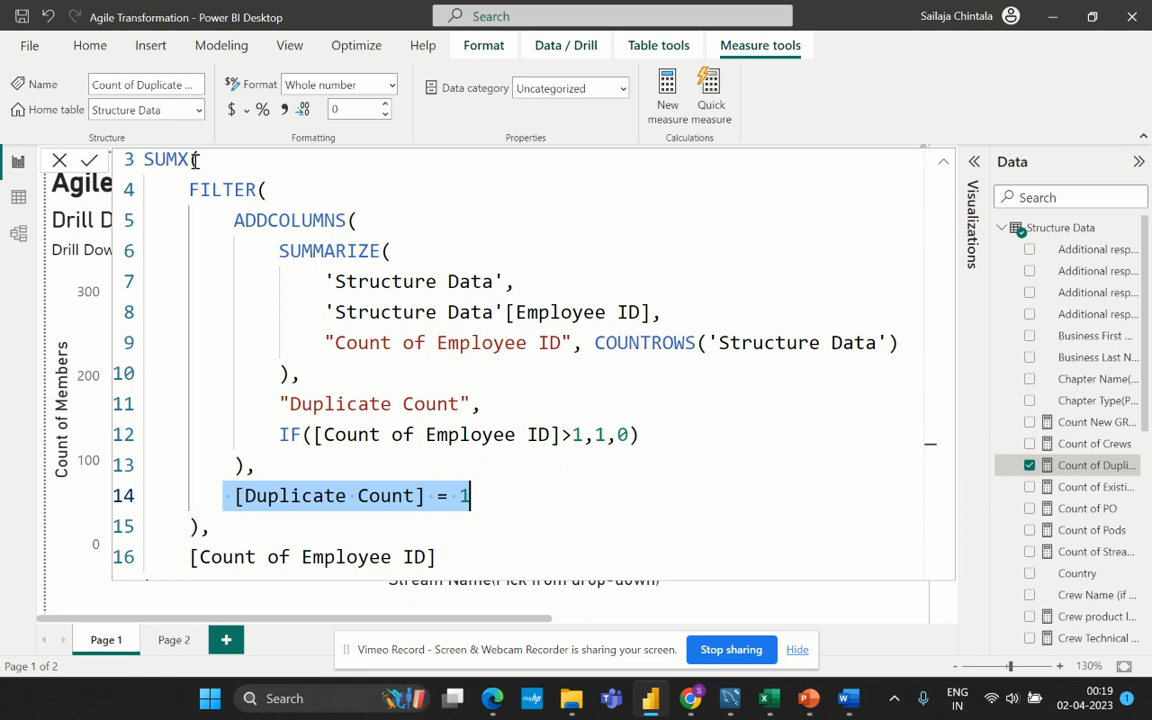 Agile Transformation - Power BI Desktop
Search
Sailaja Chintala
File
Home
Insert
Modeling
View
Optimize
Help
Format
Data / Drill
Table tools
Measure tools
Name
Count of Duplicate ...
Format
Whole number
Data category
Uncategorized
New measure
Quick measure
Home table
Structure Data
$
%
0
Structure
Formatting
Properties
Calculations
3 SUMX(
4 FILTER(
5 ADDCOLUMNS(
6 SUMMARIZE(
7 'Structure Data',
8 'Structure Data'[Employee ID],
9 "Count of Employee ID", COUNTROWS('Structure Data')
10 ),
11 "Duplicate Count",
12 IF([Count of Employee ID]>1,1,0)
13 ),
14 [Duplicate Count] = 1
15 ),
16 [Count of Employee ID]
Agile
Drill D
Drill Dow
300
200
100
0
Count of Members
Stream Name(Pick from drop-down)
Visualizations
Data
Search
Structure Data
Additional resp...
Additional resp...
Additional resp...
Additional resp...
Business First ...
Business Last N...
Chapter Name(...
Chapter Type(P...
Count New GR...
Count of Crews
Count of Dupli...
Count of Existi...
Count of PO
Count of Pods
Count of Strea...
Country
Crew Name (if ...
Crew product l...
Crew Technical ...
Page 1
Page 2
+
Vimeo Record - Screen & Webcam Recorder is sharing your screen.
Stop sharing
Hide
Page 1 of 2
130%
Search
ENG
IN
00:19
02-04-2023
1